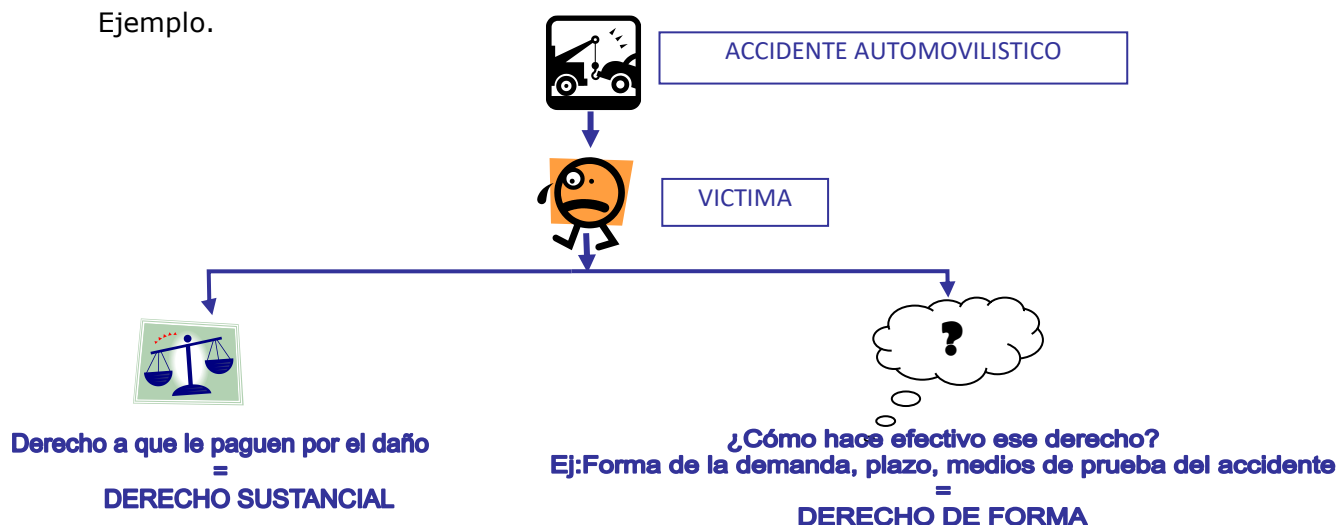 Ejemplo.
ACCIDENTE AUTOMOVILISTICO
VICTIMA
?
Derecho a que le paguen por el daño
=
DERECHO SUSTANCIAL
¿Cómo hace efectivo ese derecho?
Ej:Forma de la demanda, plazo, medios de prueba del accidente
=
DERECHO DE FORMA